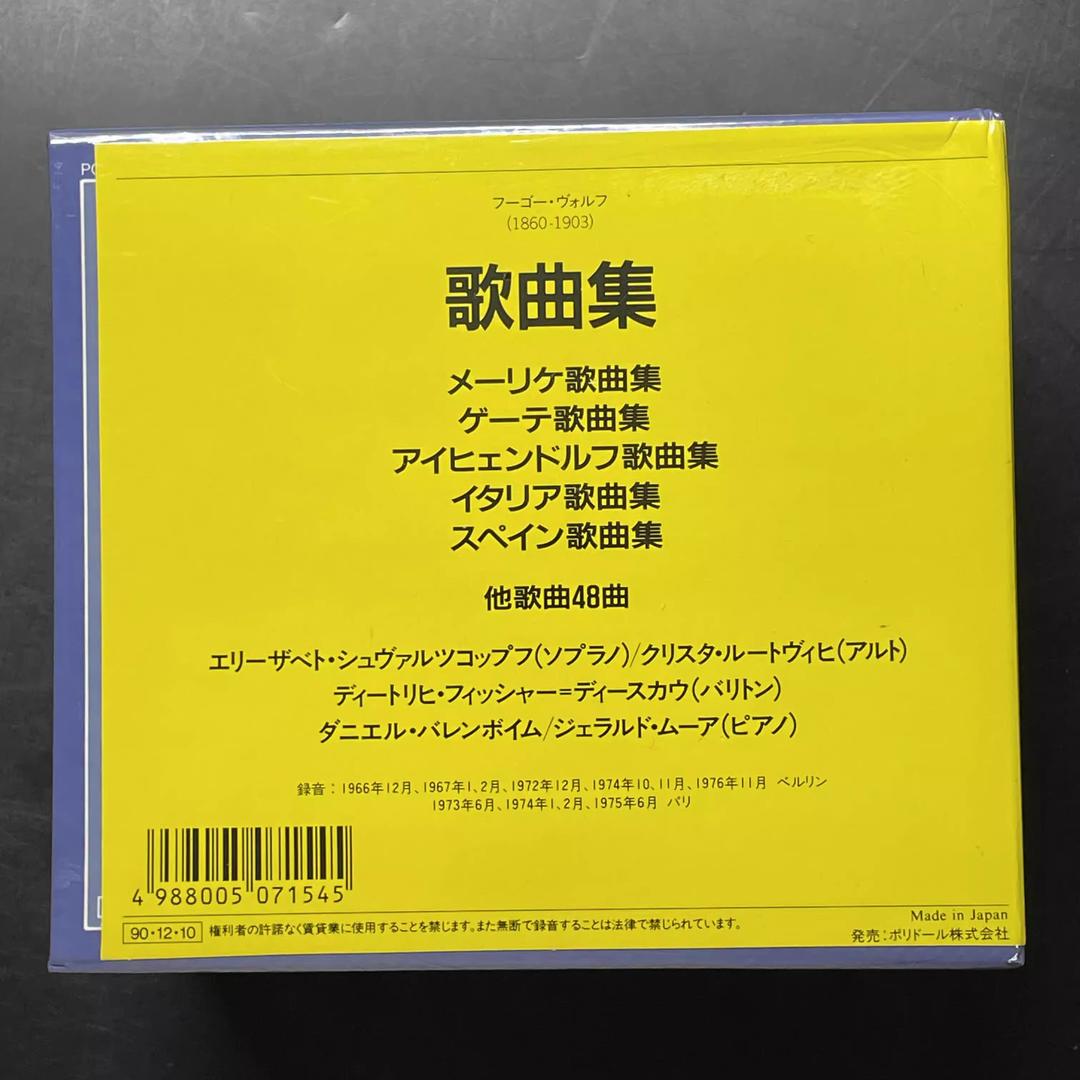 PO
フーゴー・ヴォルフ
(1860-1903)
歌曲集
メーリケ歌曲集
ゲーテ歌曲集
アイヒェンドルフ歌曲集
イタリア歌曲集
スペイン歌曲集
他歌曲48曲
エリーザベト・シュヴァルツコップフ(ソプラノ)/クリスタ・ルートヴィヒ(アルト)
ディートリヒ・フィッシャー=ディースカウ(バリトン)
ダニエル・バレンボイム/ジェラルド・ムーア(ピアノ)
録音：1966年12月、1967年1、2月、1972年12月、1974年10、11月、1976年11月 ベルリン
1973年6月、1974年1、2月、1975年6月 パリ
4 988005 071545
90・12・10 権利者の許諾なく賃貸業に使用することを禁じます。また無断で録音することは法律で禁じられています。
Made in Japan
発売：ポリドール株式会社